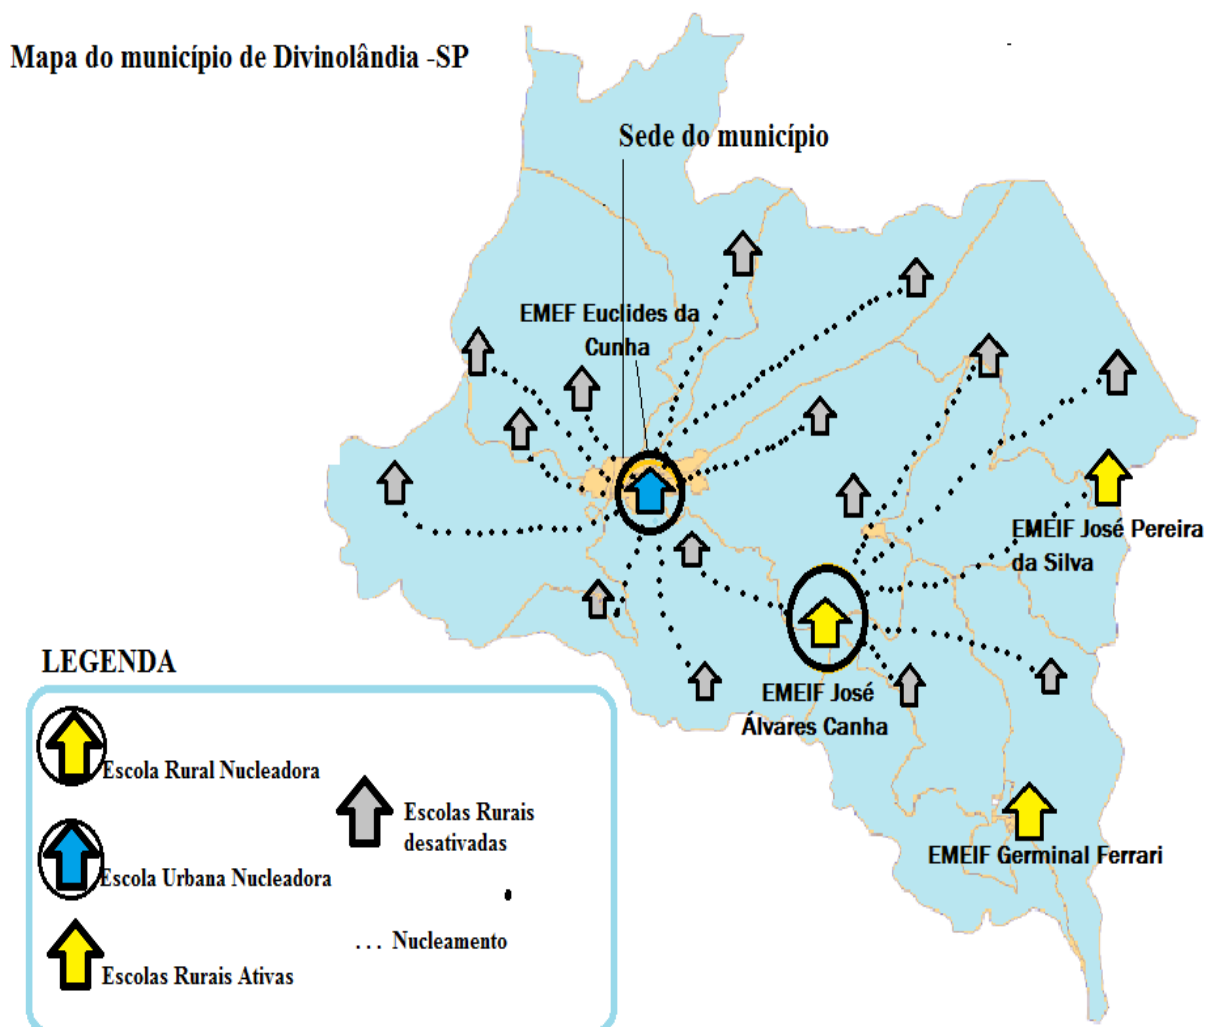 Mapa do município de Divinolândia -SP
Sede do município
EMEF Euclides da
Cunha
EMEIF José Pereira
da Silva
EMEIF José
Álvares Canha
EMEIF Germinal Ferrari
LEGENDA
Escola Rural Nucleadora
Escola Urbana Nucleadora
Escolas Rurais Ativas
Escolas Rurais
desativadas
... Nucleamento